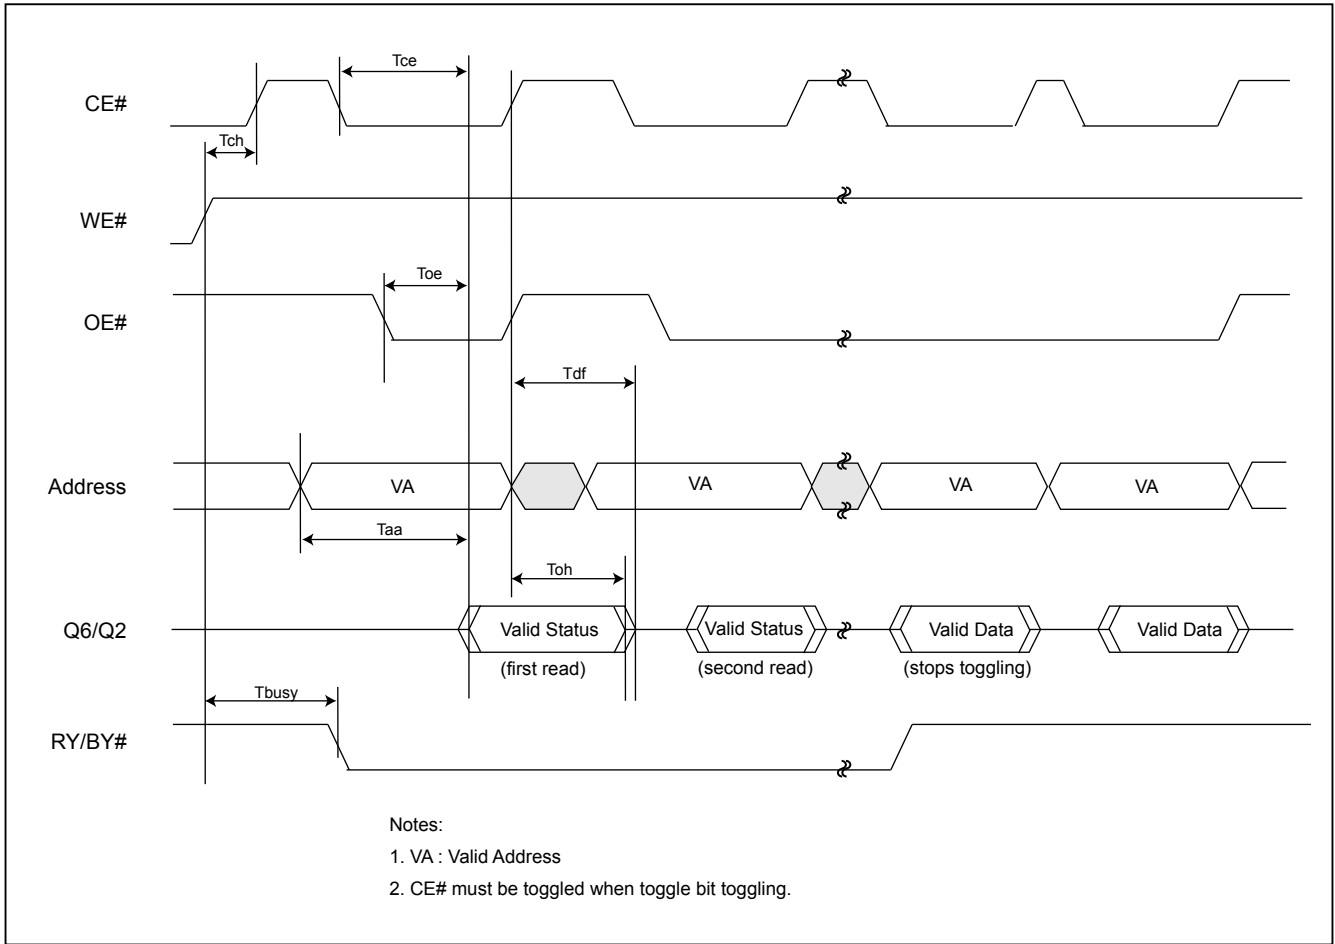 Tce
CE#
Tch
WE#
Toe
OE#
Tdf
Address
VA
VA
VA
VA
Taa
Toh
Q6/Q2
Valid Status
Valid Status
Valid Data
Valid Data
(first read)
(second read)
(stops toggling)
Tbusy
RY/BY#
Notes:
1. VA : Valid Address
2. CE# must be toggled when toggle bit toggling.